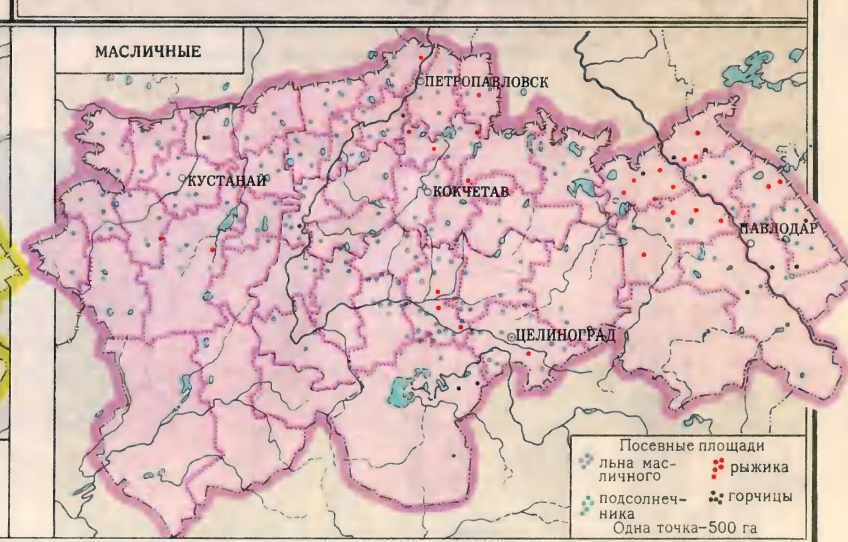 МАСЛИЧНЫЕ
ПЕТРОПАВЛОВСК
КУСТАНАЙ
КОКЧЕТАВ
ПАВЛОДАР
ЦЕЛИНОГРАД
Посевные площади
льна мас-
личного
рыжика
подсолнеч-
ника
горчицы
Одна точка-500 га